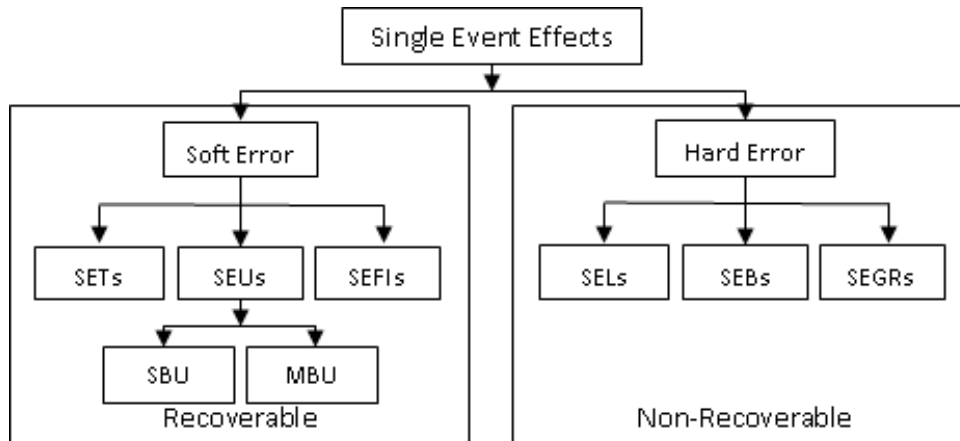 Single Event Effects
Soft Error
Hard Error
SETs
SEUs
SEFIs
SELs
SEBs
SEGRs
SBU
MBU
Recoverable
Non-Recoverable